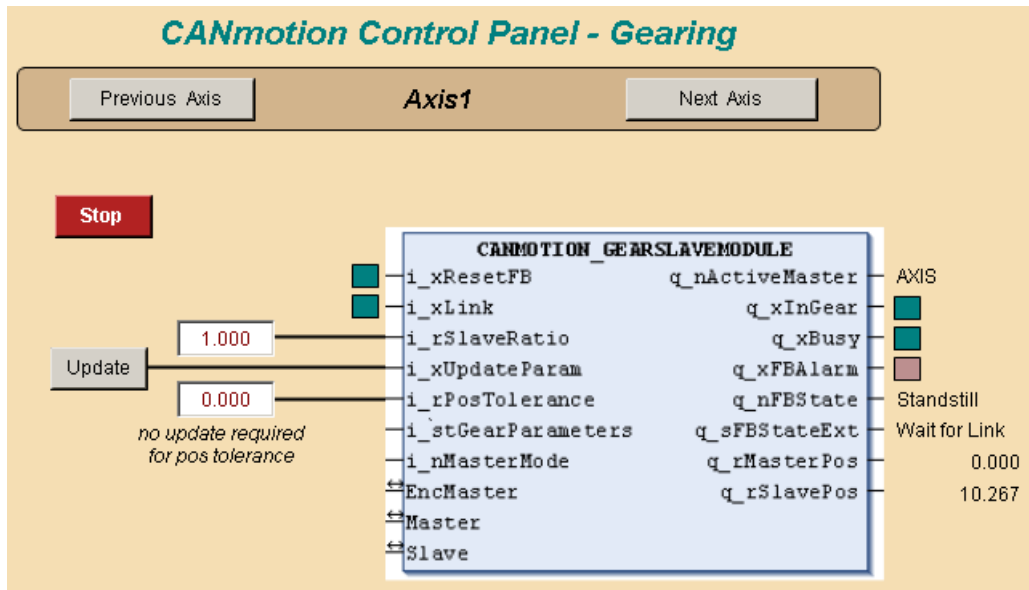 CANmotion Control Panel - Gearing
Previous Axis
Axis1
Next Axis
Stop
CANMOTION_GEARSLAVEMODULE
i_xResetFB
q_nActiveMaster
AXIS
i_xLink
q_xInGear
1.000
i_rSlaveRatio
q_xBusy
Update
i_xUpdateParam
q_xFBAlarm
0.000
i_rPosTolerance
q_nFBState
Standstill
no update required
for pos tolerance
i_stGearParameters
q_sFBStateExt
Wait for Link
i_nMasterMode
q_rMasterPos
0.000
EncMaster
q_rSlavePos
10.267
Master
Slave